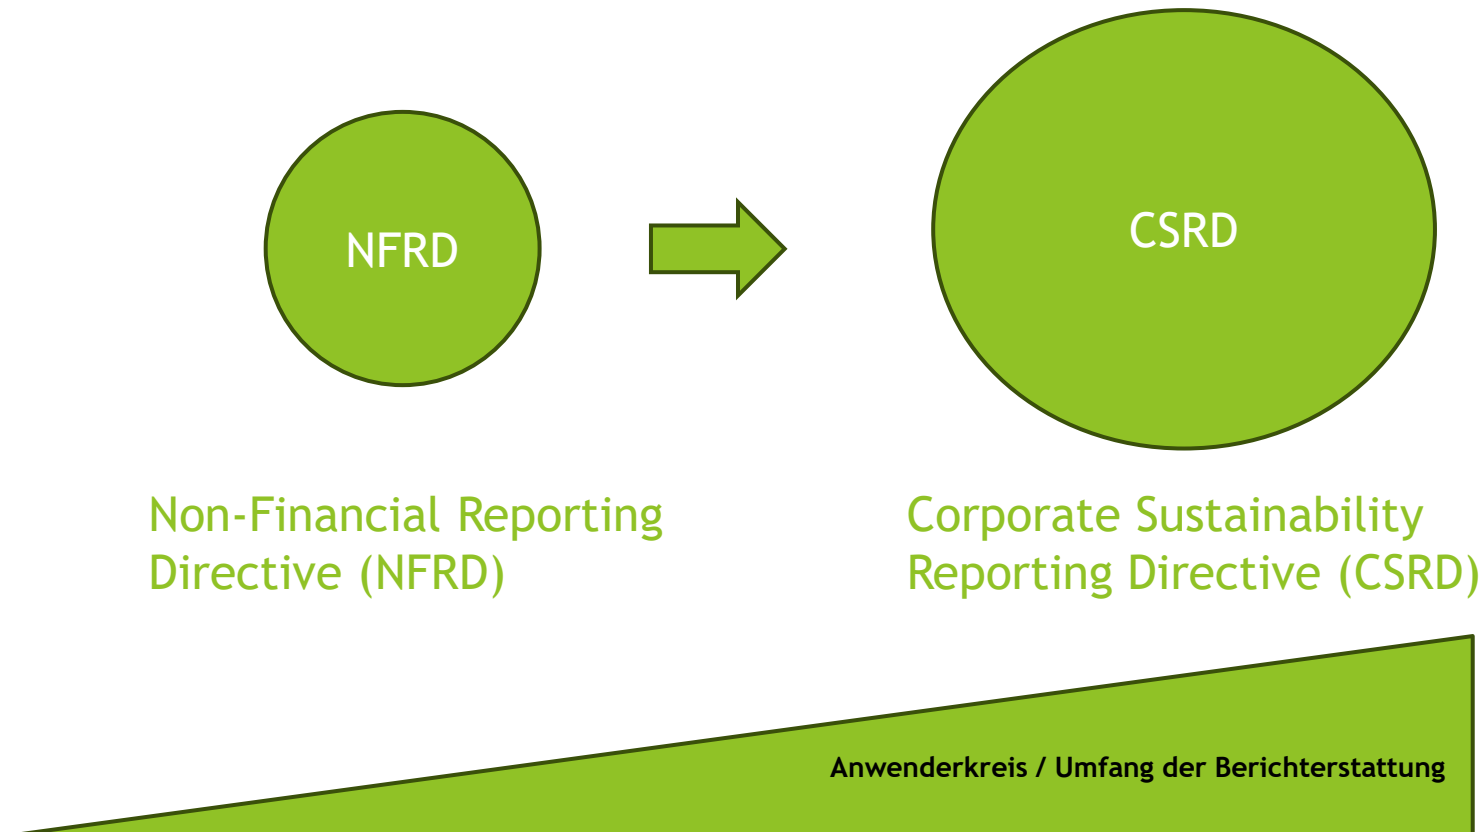 NFRD
CSRD
Non-Financial Reporting
Directive (NFRD)
Corporate Sustainability
Reporting Directive (CSRD)
Anwenderkreis / Umfang der Berichterstattung